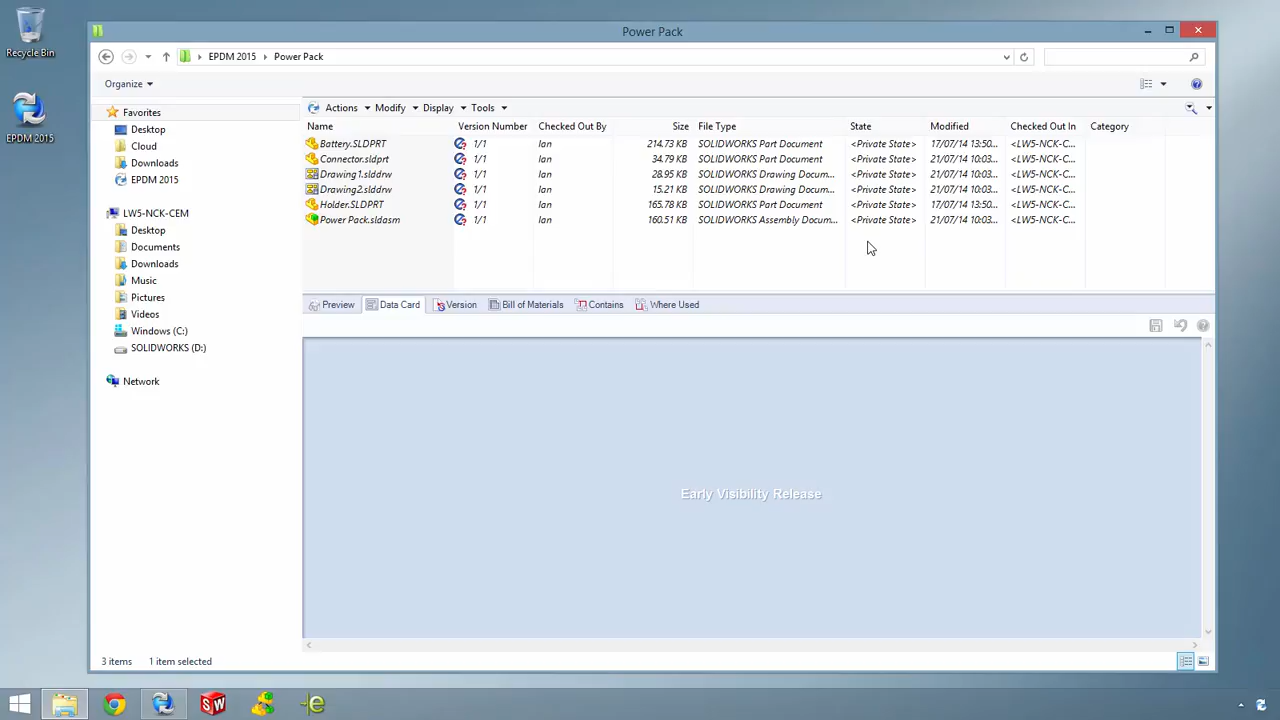 Power Pack
Recycle Bin
EPDM 2015
EPDM 2015 Power Pack
Organize
Favorites
Desktop
Cloud
Downloads
EPDM 2015
LW5-NCK-CEM
Desktop
Documents
Downloads
Music
Pictures
Videos
Windows (C:)
SOLIDWORKS (D:)
Network
Actions Modify Display Tools
Name Version Number Checked Out By Size File Type State Modified Checked Out In Category
Battery.SLDPRT 1/1 Ian 214.73 KB SOLIDWORKS Part Document <Private State> 17/07/14 13:50... <LW5-NCK-C...
Connector.sldprt 1/1 Ian 34.79 KB SOLIDWORKS Part Document <Private State> 21/07/14 10:03... <LW5-NCK-C...
Drawing1.slddrw 1/1 Ian 28.95 KB SOLIDWORKS Drawing Docum... <Private State> 21/07/14 10:03... <LW5-NCK-C...
Drawing2.slddrw 1/1 Ian 15.21 KB SOLIDWORKS Drawing Docum... <Private State> 21/07/14 10:03... <LW5-NCK-C...
Holder.SLDPRT 1/1 Ian 165.78 KB SOLIDWORKS Part Document <Private State> 17/07/14 13:50... <LW5-NCK-C...
Power Pack.sldasm 1/1 Ian 160.51 KB SOLIDWORKS Assembly Docum... <Private State> 21/07/14 10:03... <LW5-NCK-C...
Preview Data Card Version Bill of Materials Contains Where Used
Early Visibility Release
3 items 1 item selected
SW